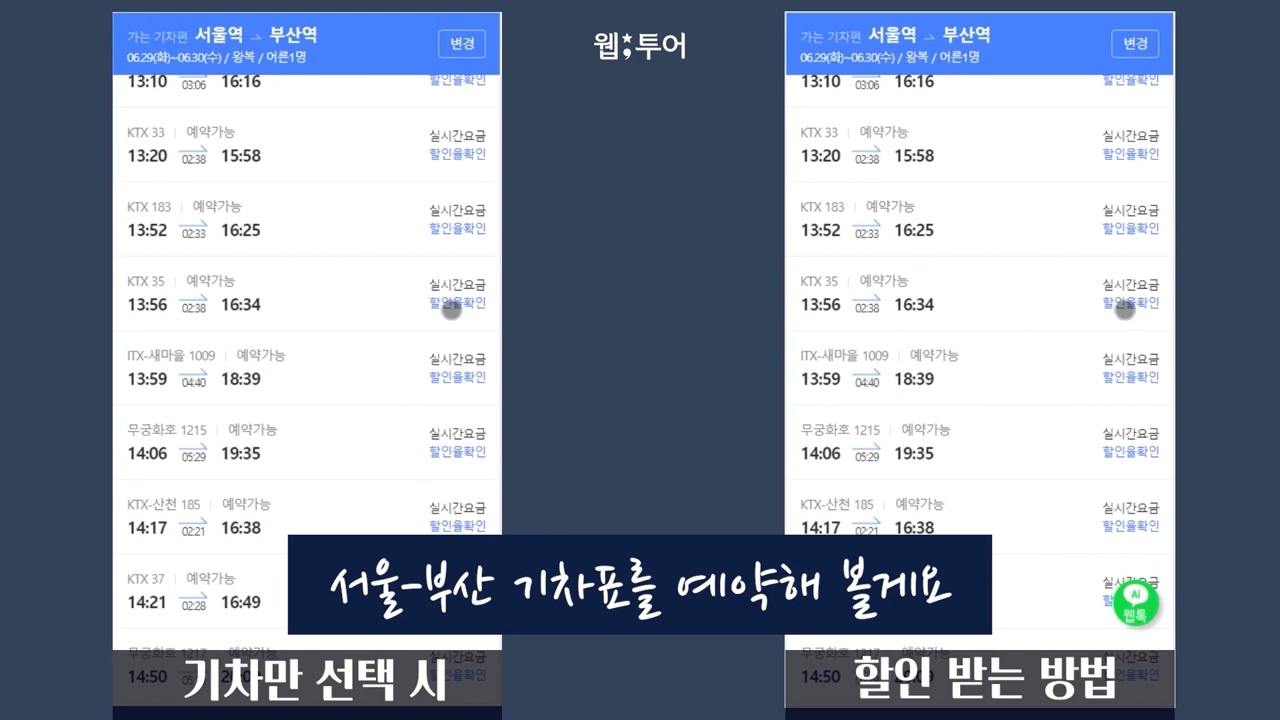 가는 기차편 서울역 → 부산역
06.29(화)~06.30(수) / 왕복 / 어른1명
변경
13:10 03:06 16:16
할인율확인
KTX 33 | 예약가능
13:20 02:38 15:58
실시간요금
할인율확인
KTX 183 | 예약가능
13:52 02:33 16:25
실시간요금
할인율확인
KTX 35 | 예약가능
13:56 02:38 16:34
실시간요금
할인율확인
ITX-새마을 1009 | 예약가능
13:59 04:40 18:39
실시간요금
할인율확인
무궁화호 1215 | 예약가능
14:06 05:29 19:35
실시간요금
할인율확인
KTX-산천 185 | 예약가능
14:17 02:21 16:38
실시간요금
할인율확인
KTX 37 | 예약가능
14:21 02:28 16:49
무궁화호 1217
14:50
기차만 선택 시
웹투어
서울-부산 기차표를 예약해 볼게요
가는 기차편 서울역 → 부산역
06.29(화)~06.30(수) / 왕복 / 어른1명
변경
13:10 03:06 16:16
할인율확인
KTX 33 | 예약가능
13:20 02:38 15:58
실시간요금
할인율확인
KTX 183 | 예약가능
13:52 02:33 16:25
실시간요금
할인율확인
KTX 35 | 예약가능
13:56 02:38 16:34
실시간요금
할인율확인
ITX-새마을 1009 | 예약가능
13:59 04:40 18:39
실시간요금
할인율확인
무궁화호 1215 | 예약가능
14:06 05:29 19:35
실시간요금
할인율확인
KTX-산천 185 | 예약가능
14:17 02:21 16:38
실시간요금
할인율확인
Ai
웹톡
무궁화호 1217
14:50
할인 받는 방법